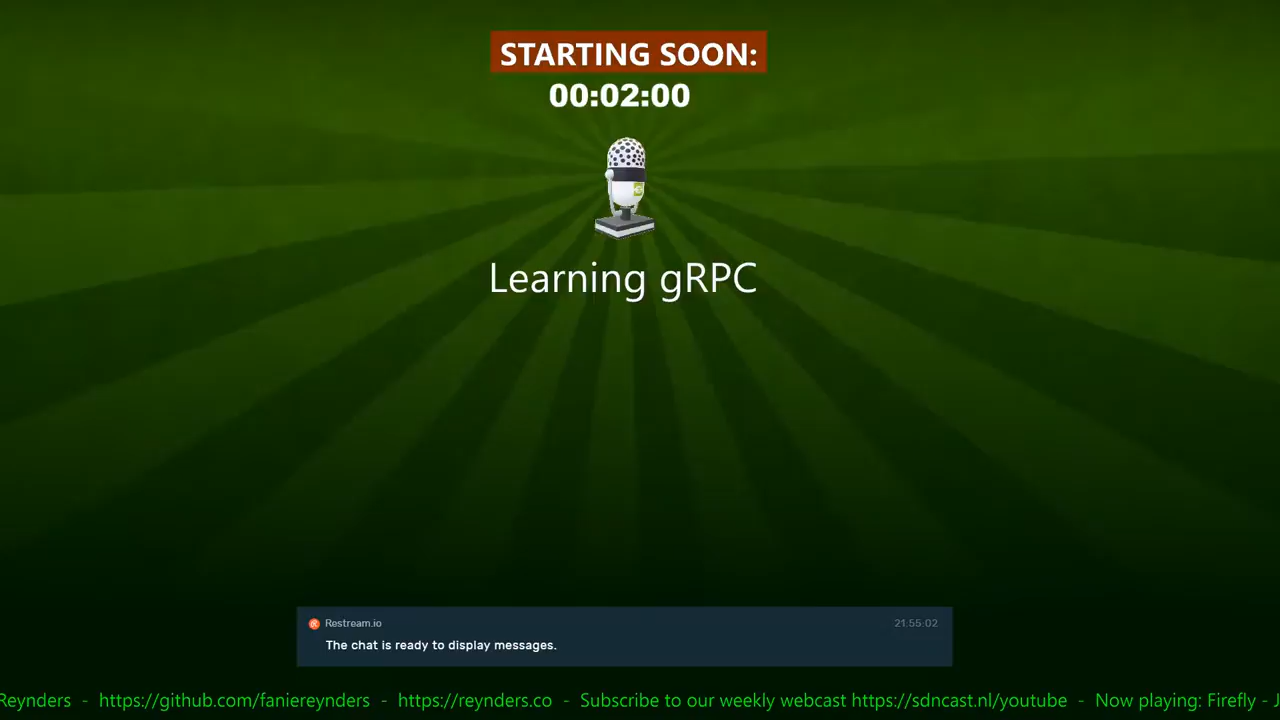 STARTING SOON:
00:02:00
Learning gRPC
Restream.io 21:55:02
The chat is ready to display messages.
Reynders - https://github.com/faniereynders - https://reynders.co - Subscribe to our weekly webcast https://sdncast.nl/youtube - Now playing: Firefly -